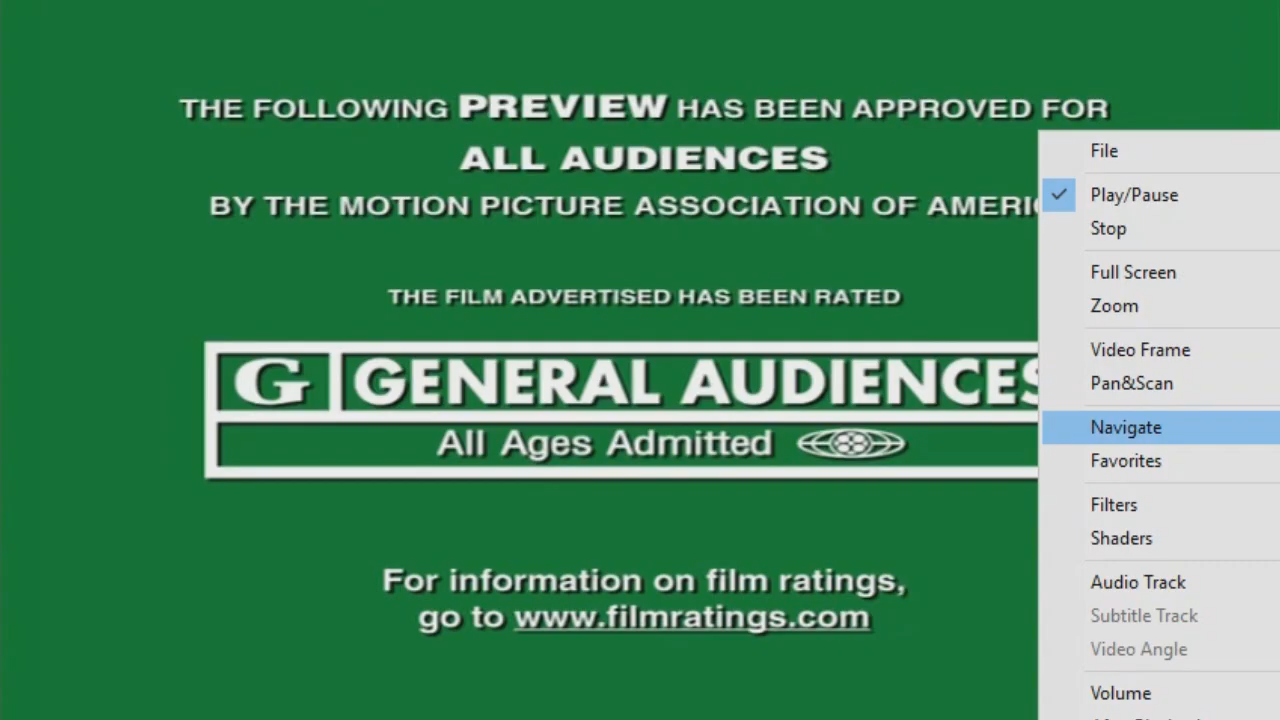 THE FOLLOWING PREVIEW HAS BEEN APPROVED FOR
ALL AUDIENCES
BY THE MOTION PICTURE ASSOCIATION OF AMERI
THE FILM ADVERTISED HAS BEEN RATED
G GENERAL AUDIENCES
All Ages Admitted
For information on film ratings,
go to www.filmratings.com
File
Play/Pause
Stop
Full Screen
Zoom
Video Frame
Pan&Scan
Navigate
Favorites
Filters
Shaders
Audio Track
Subtitle Track
Video Angle
Volume